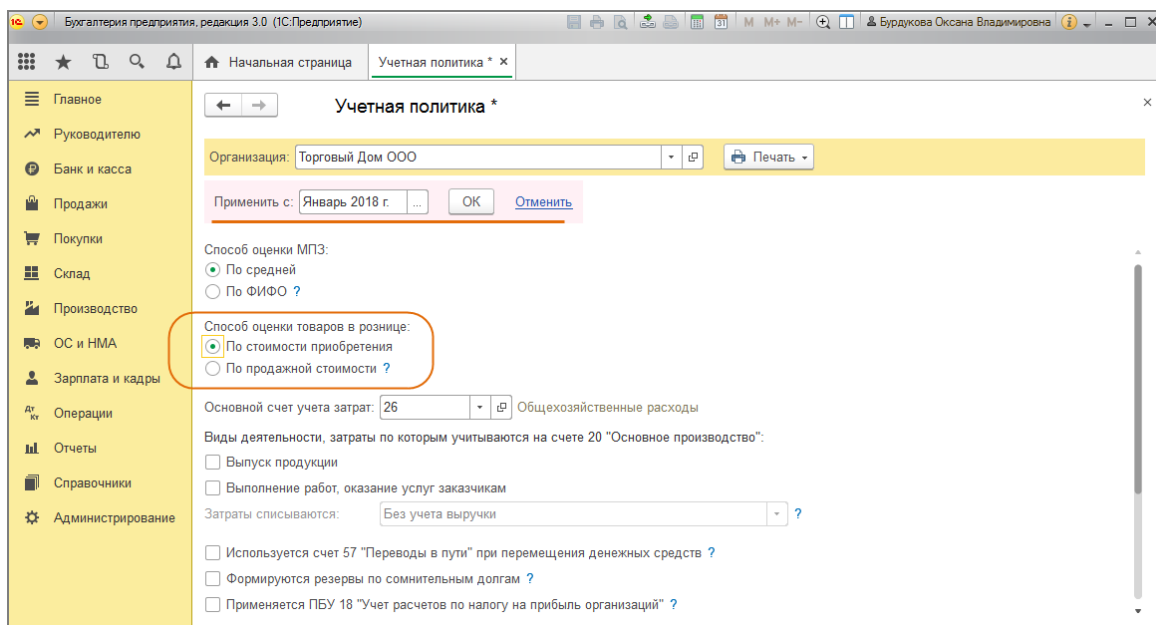 Бухгалтерия предприятия, редакция 3.0 (1С:Предприятие) M M+ M- Бурдукова Оксана Владимировна
Начальная страница Учетная политика * ×
Главное
Руководителю
Банк и касса
Продажи
Покупки
Склад
Производство
ОС и НМА
Зарплата и кадры
Операции
Отчеты
Справочники
Администрирование
Учетная политика *
Организация: Торговый Дом ООО Печать
Применить с: Январь 2018 г. ... ОК Отменить
Способ оценки МПЗ:
По средней
По ФИФО ?
Способ оценки товаров в рознице:
По стоимости приобретения
По продажной стоимости ?
Основной счет учета затрат: 26 Общехозяйственные расходы
Виды деятельности, затраты по которым учитываются на счете 20 "Основное производство":
Выпуск продукции
Выполнение работ, оказание услуг заказчикам
Затраты списываются: Без учета выручки ?
Используется счет 57 "Переводы в пути" при перемещения денежных средств ?
Формируются резервы по сомнительным долгам ?
Применяется ПБУ 18 "Учет расчетов по налогу на прибыль организаций" ?